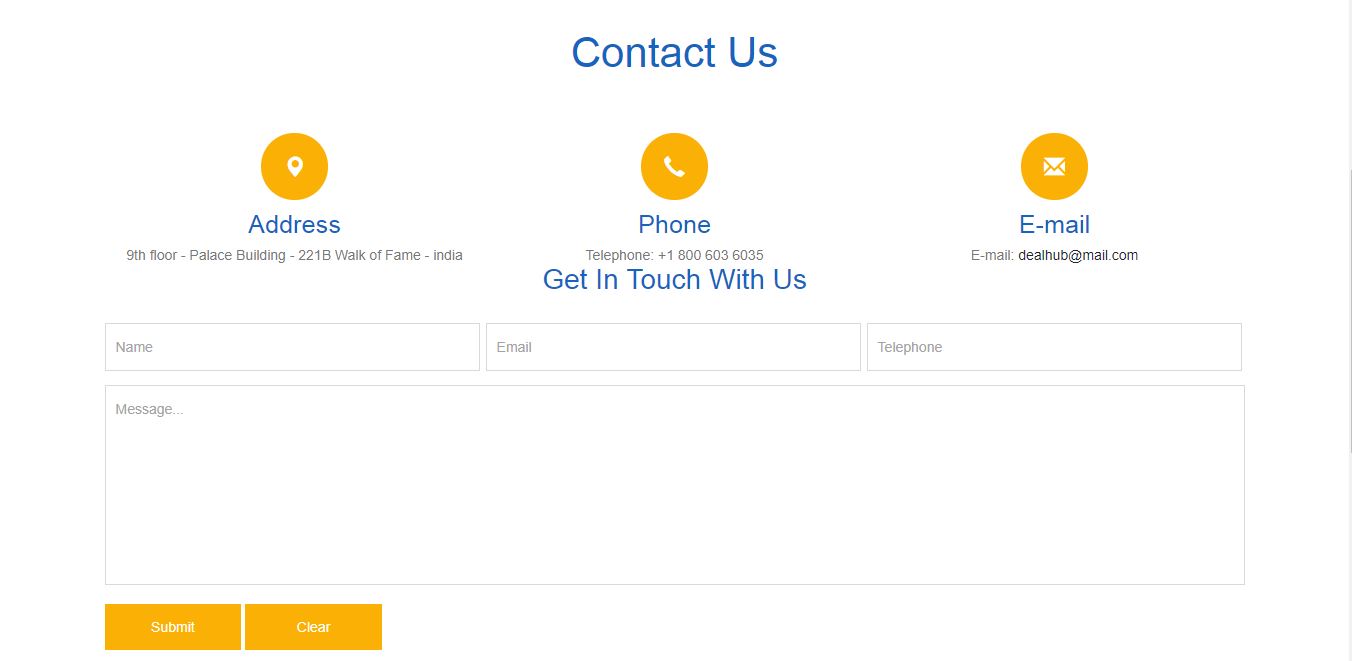 Contact Us
Address
9th floor - Palace Building - 221B Walk of Fame - india
Phone
Telephone: +1 800 603 6035
E-mail
E-mail: dealhub@mail.com
Get In Touch With Us
Name
Email
Telephone
Message...
Submit
Clear